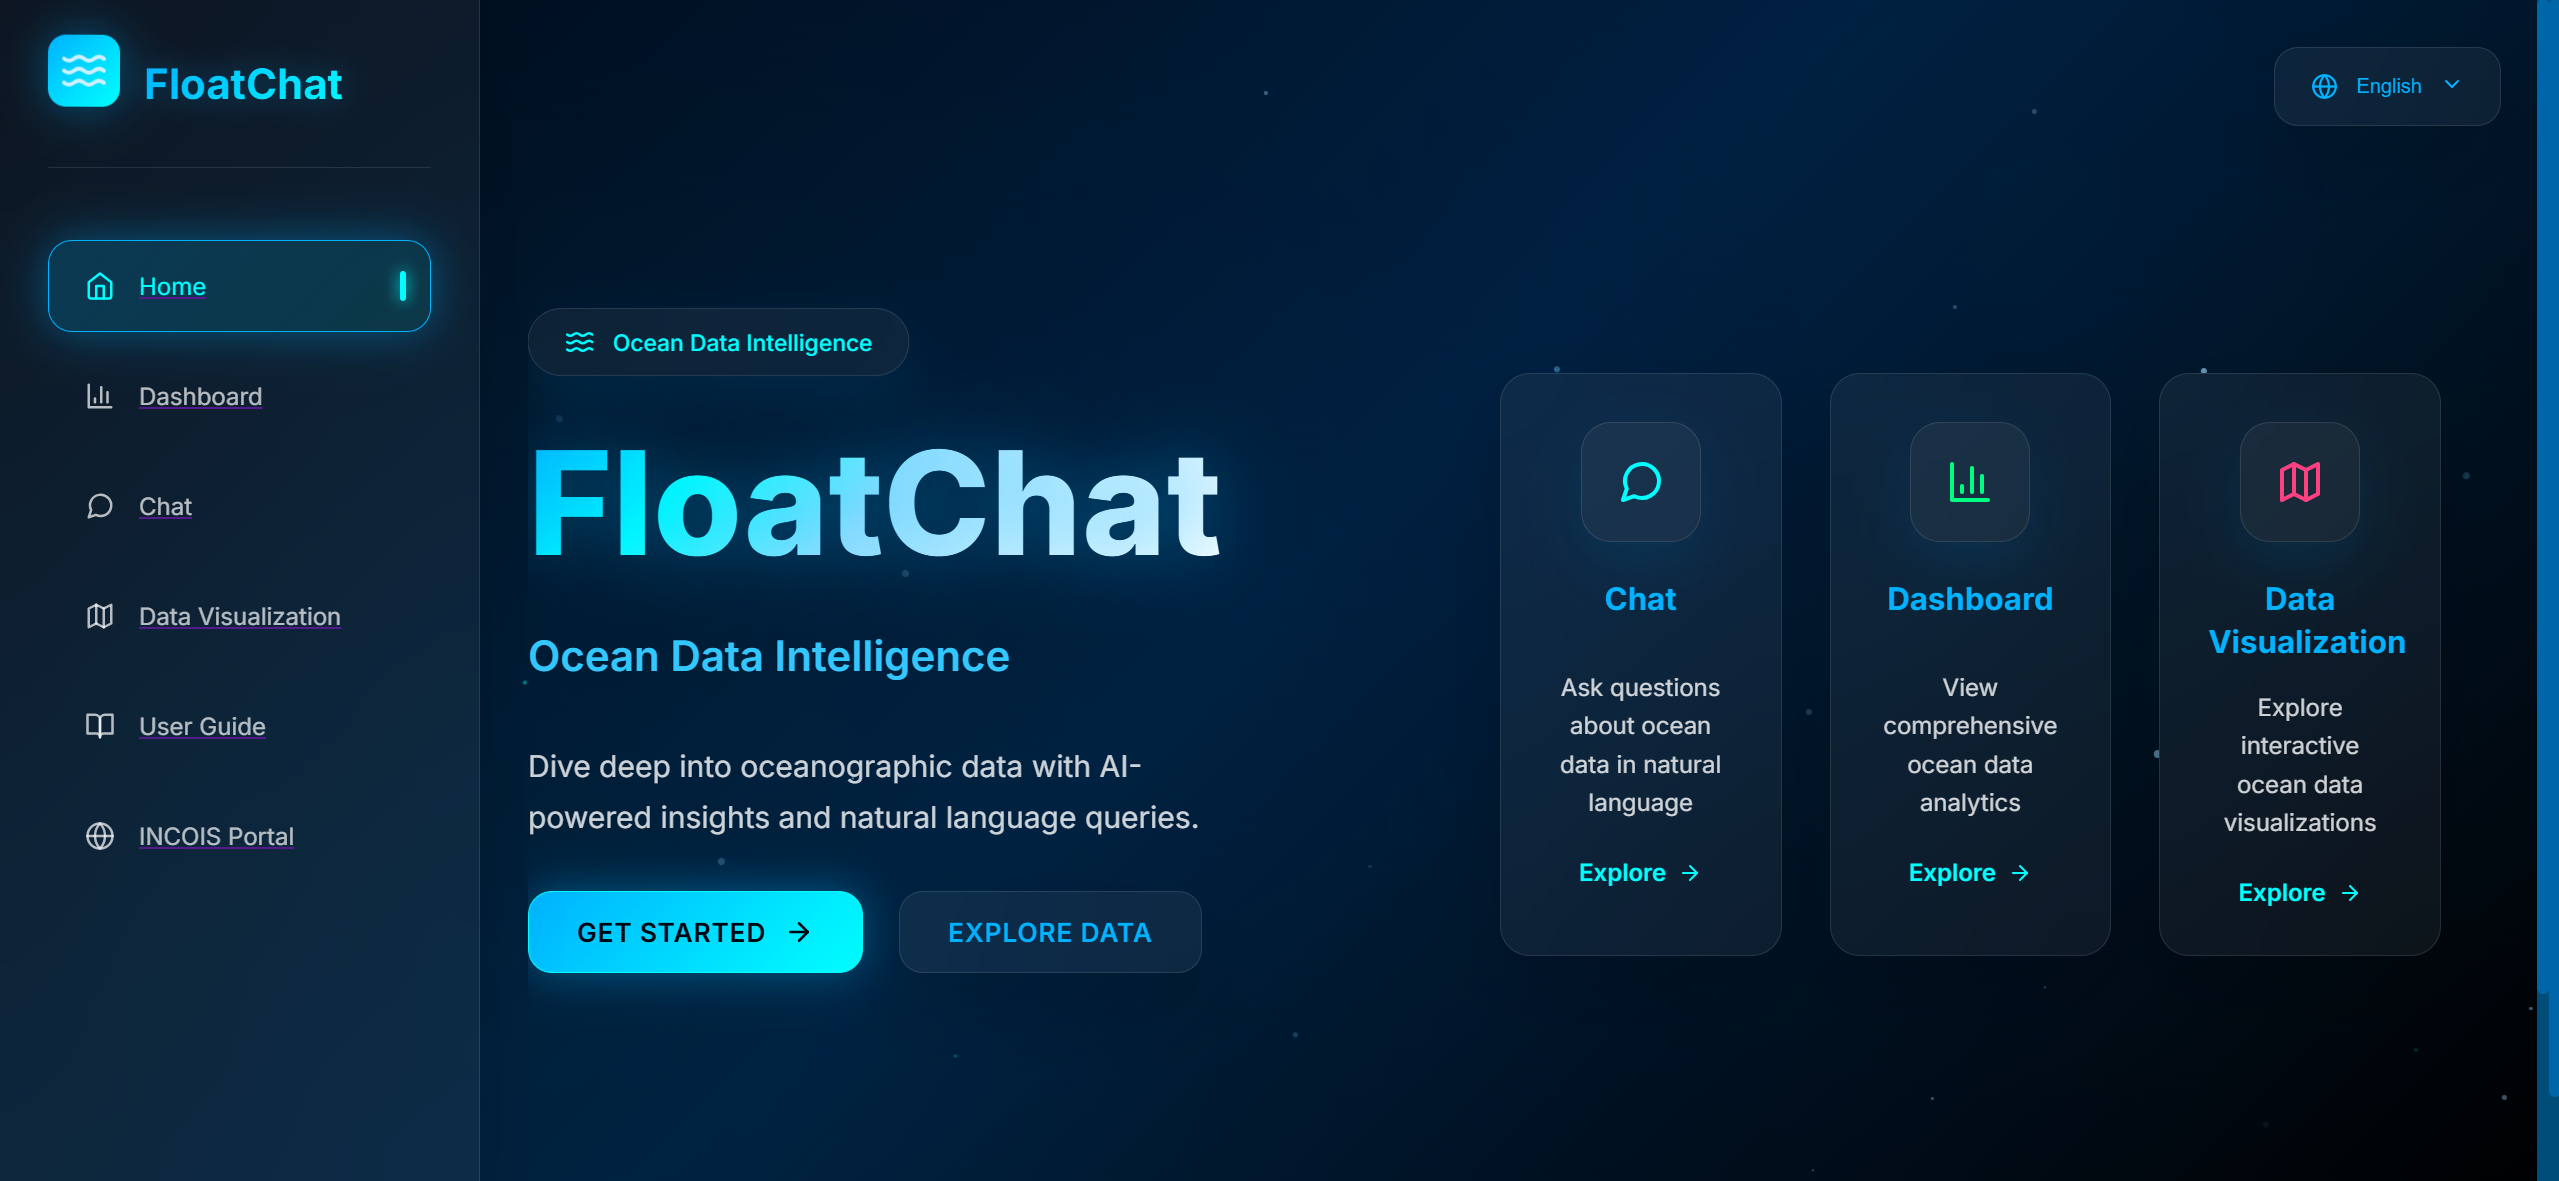 FloatChat
English
Home
Dashboard
Chat
Data Visualization
User Guide
INCOIS Portal
Ocean Data Intelligence
FloatChat
Ocean Data Intelligence
Dive deep into oceanographic data with AI-
powered insights and natural language queries.
GET STARTED
EXPLORE DATA
Chat
Ask questions
about ocean
data in natural
language
Explore
Dashboard
View
comprehensive
ocean data
analytics
Explore
Data
Visualization
Explore
interactive
ocean data
visualizations
Explore